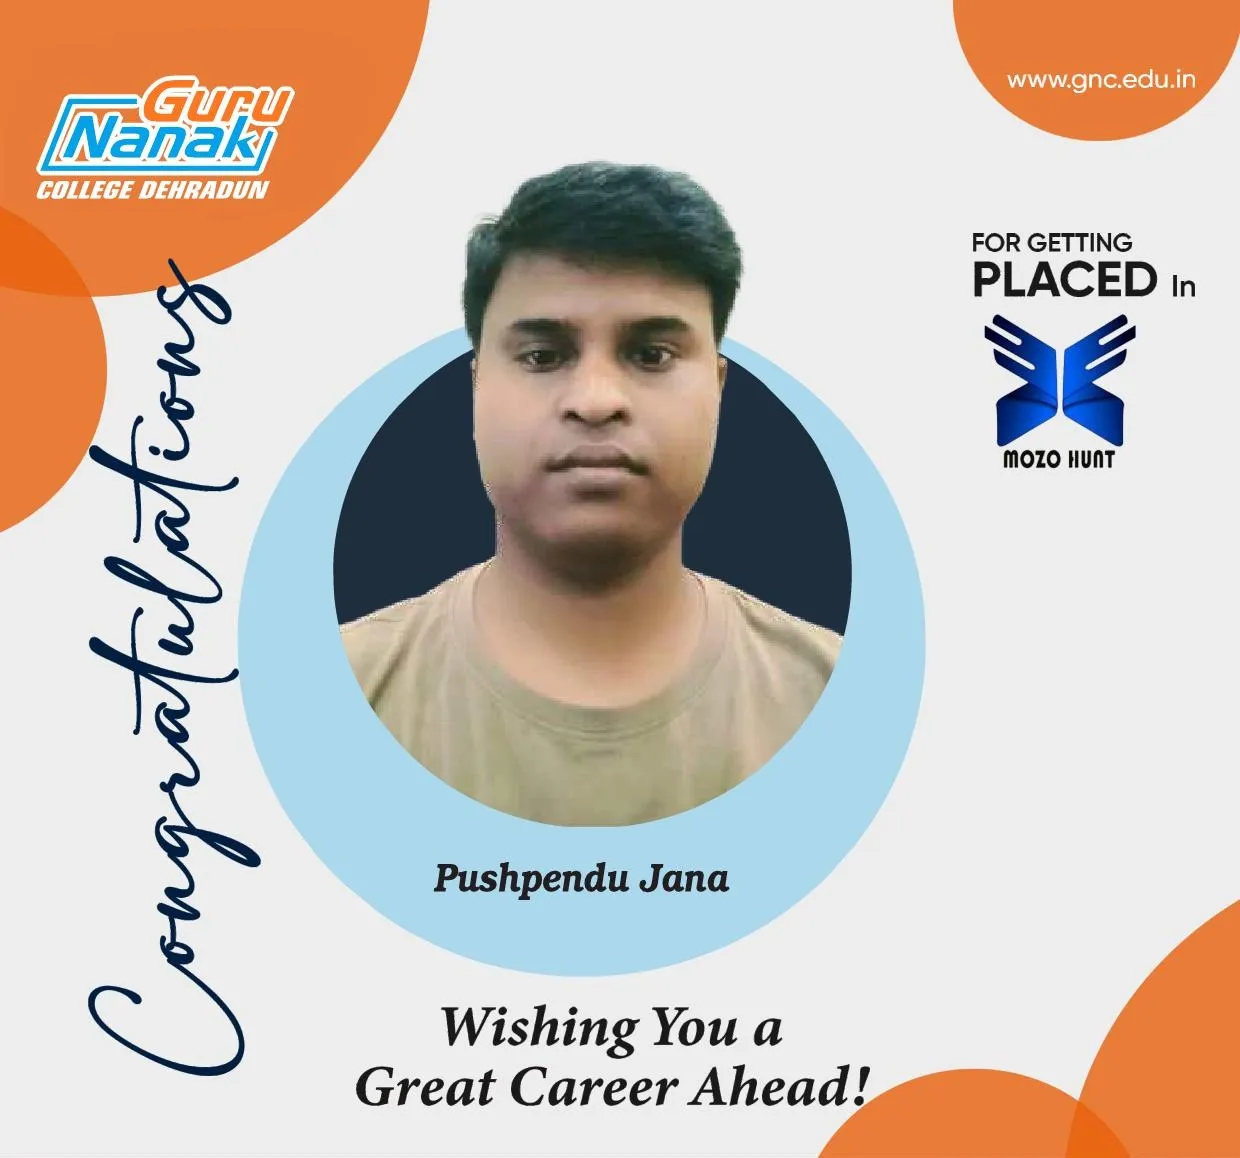 Guru
Nanak
COLLEGE DEHRADUN
www.gnc.edu.in
Congratulations
FOR GETTING
PLACED In
MOZO HUNT
Pushpendu Jana
Wishing You a
Great Career Ahead!